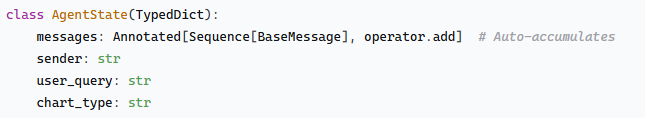 class AgentState(TypedDict):
    messages: Annotated[Sequence[BaseMessage], operator.add]  # Auto-accumulates
    sender: str
    user_query: str
    chart_type: str